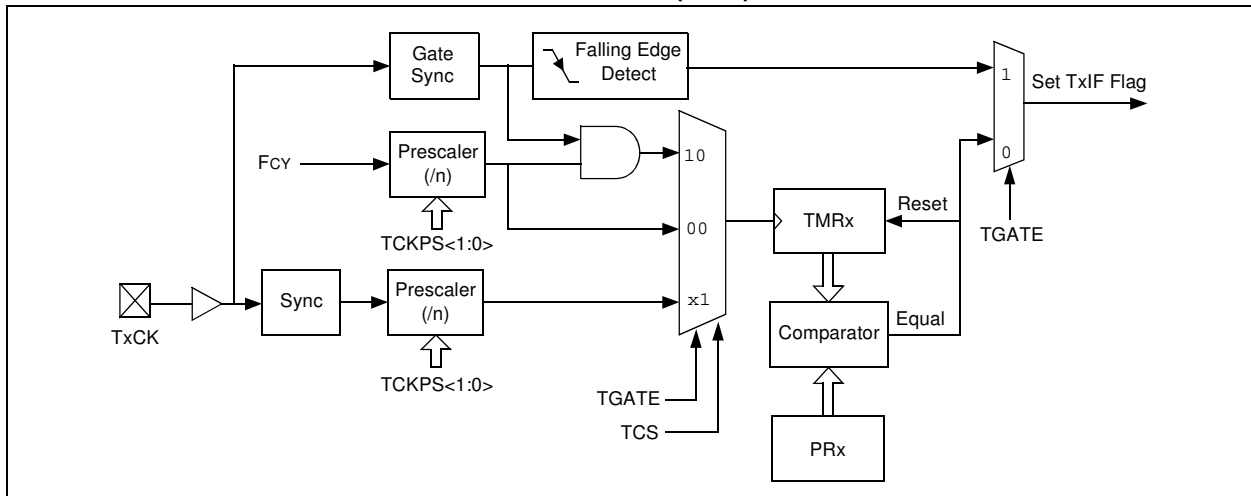 Gate
Sync
Falling Edge
Detect
1
Set TxIF Flag
0
FCY
Prescaler
(/n)
10
TCKPS<1:0>
00
TMRx
Reset
TGATE
TxCK
Sync
Prescaler
(/n)
x1
TCKPS<1:0>
Comparator
Equal
TGATE
TCS
PRx